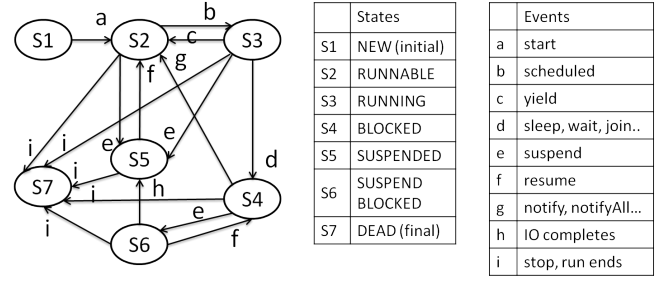 a
b
S1
S2
c
S3
g
f
i
i
e
e
d
S5
i
S7
h
i
S4
e
i
S6
f
States
S1 NEW (initial)
S2 RUNNABLE
S3 RUNNING
S4 BLOCKED
S5 SUSPENDED
S6 SUSPEND
BLOCKED
S7 DEAD (final)
Events
a start
b scheduled
c yield
d sleep, wait, join..
e suspend
f resume
g notify, notifyAll...
h IO completes
i stop, run ends